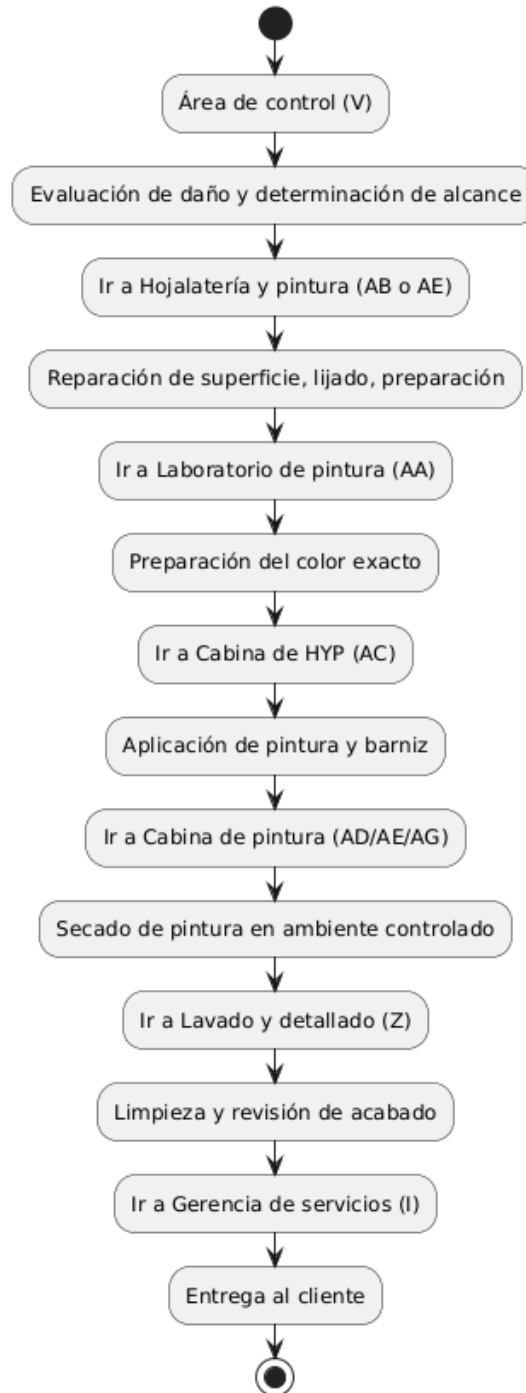 Área de control (V)
Evaluación de daño y determinación de alcance
Ir a Hojalatería y pintura (AB o AE)
Reparación de superficie, lijado, preparación
Ir a Laboratorio de pintura (AA)
Preparación del color exacto
Ir a Cabina de HYP (AC)
Aplicación de pintura y barniz
Ir a Cabina de pintura (AD/AE/AG)
Secado de pintura en ambiente controlado
Ir a Lavado y detallado (Z)
Limpieza y revisión de acabado
Ir a Gerencia de servicios (I)
Entrega al cliente